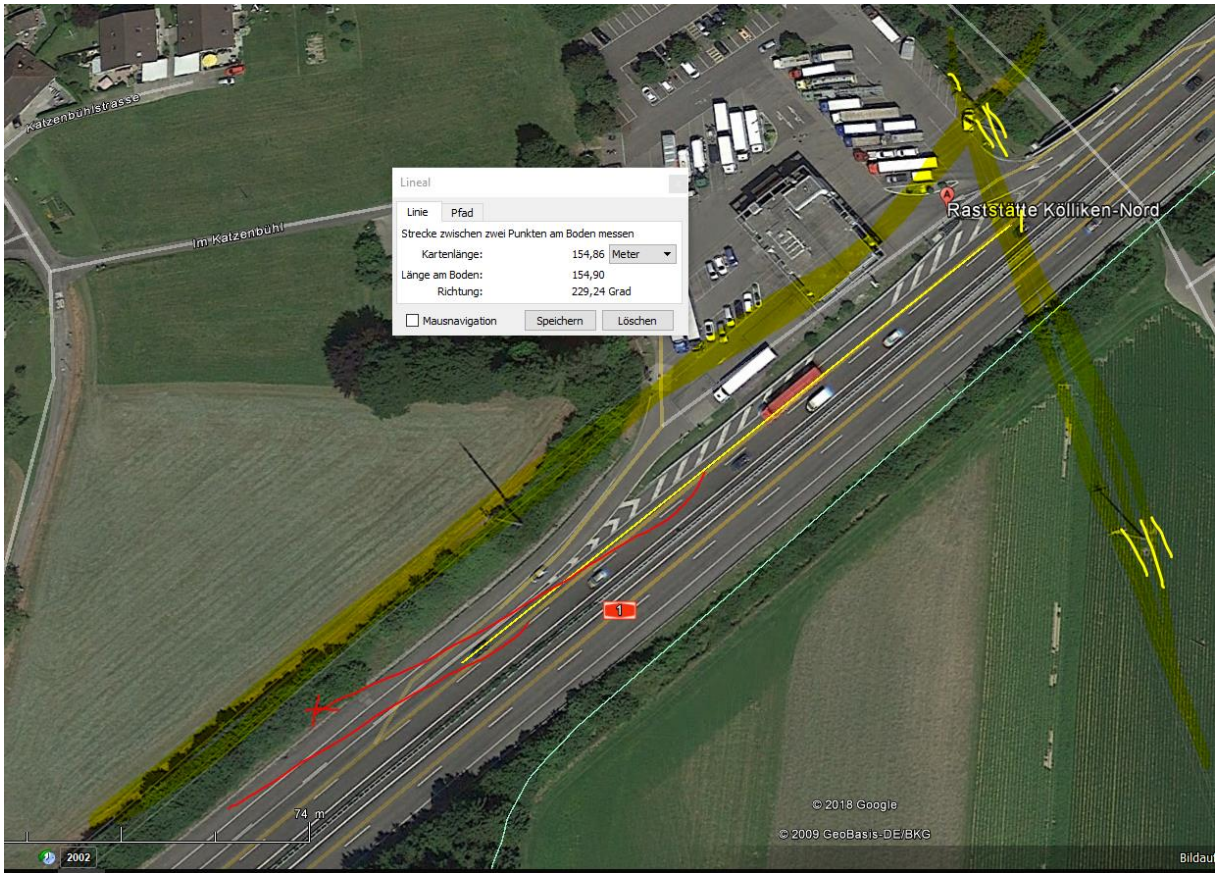 Katzenbühlstrasse
Im Katzenbühl
Lineal
Linie Pfad
Strecke zwischen zwei Punkten am Boden messen
Kartenlänge: 154,86 Meter
Länge am Boden: 154,90
Richtung: 229,24 Grad
Mausnavigation Speichern Löschen
A
Raststätte Kölliken-Nord
1
74 m
© 2018 Google
© 2009 GeoBasis-DE/BKG
2002
Bildauf